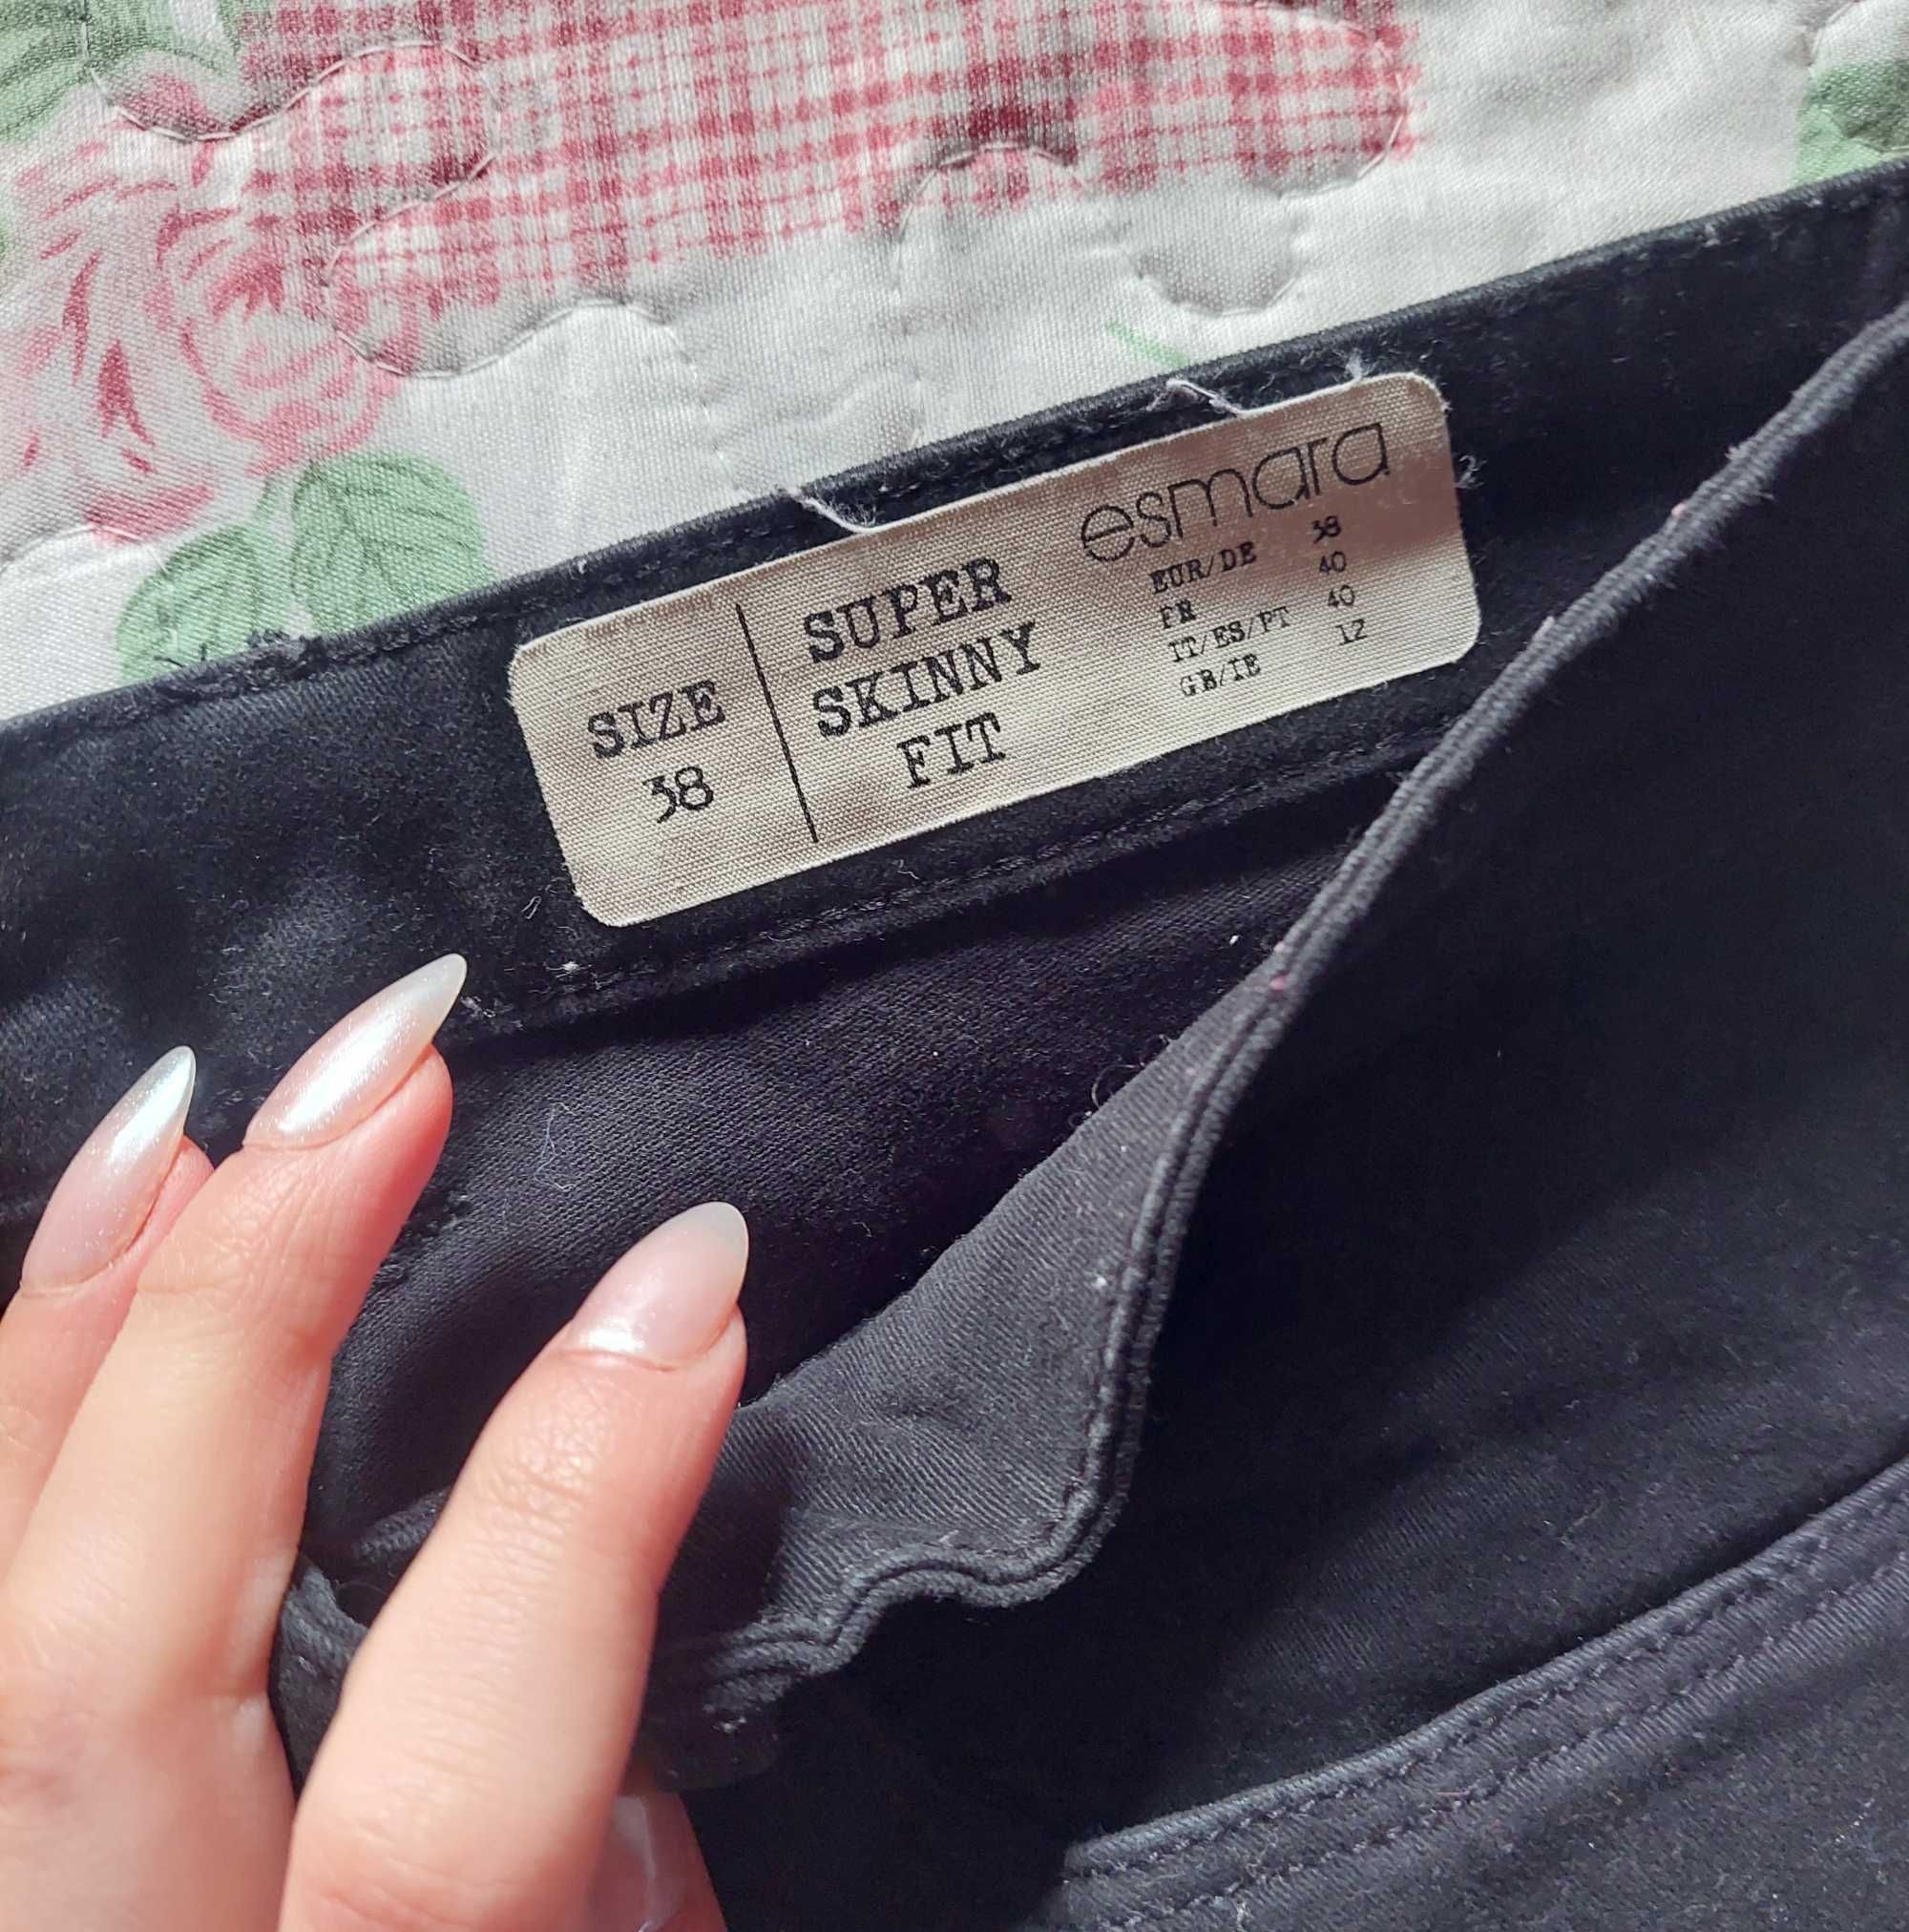 SIZE
38
SUPER
SKINNY
FIT
esmara
EUR/DE 38
FR 40
IT/ES/PT 40
GB/IE 12